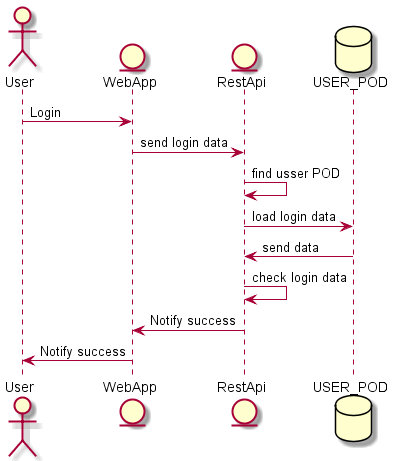 User WebApp RestApi USER_POD
Login
send login data
find usser POD
load login data
send data
check login data
Notify success
Notify success
User WebApp RestApi USER_POD